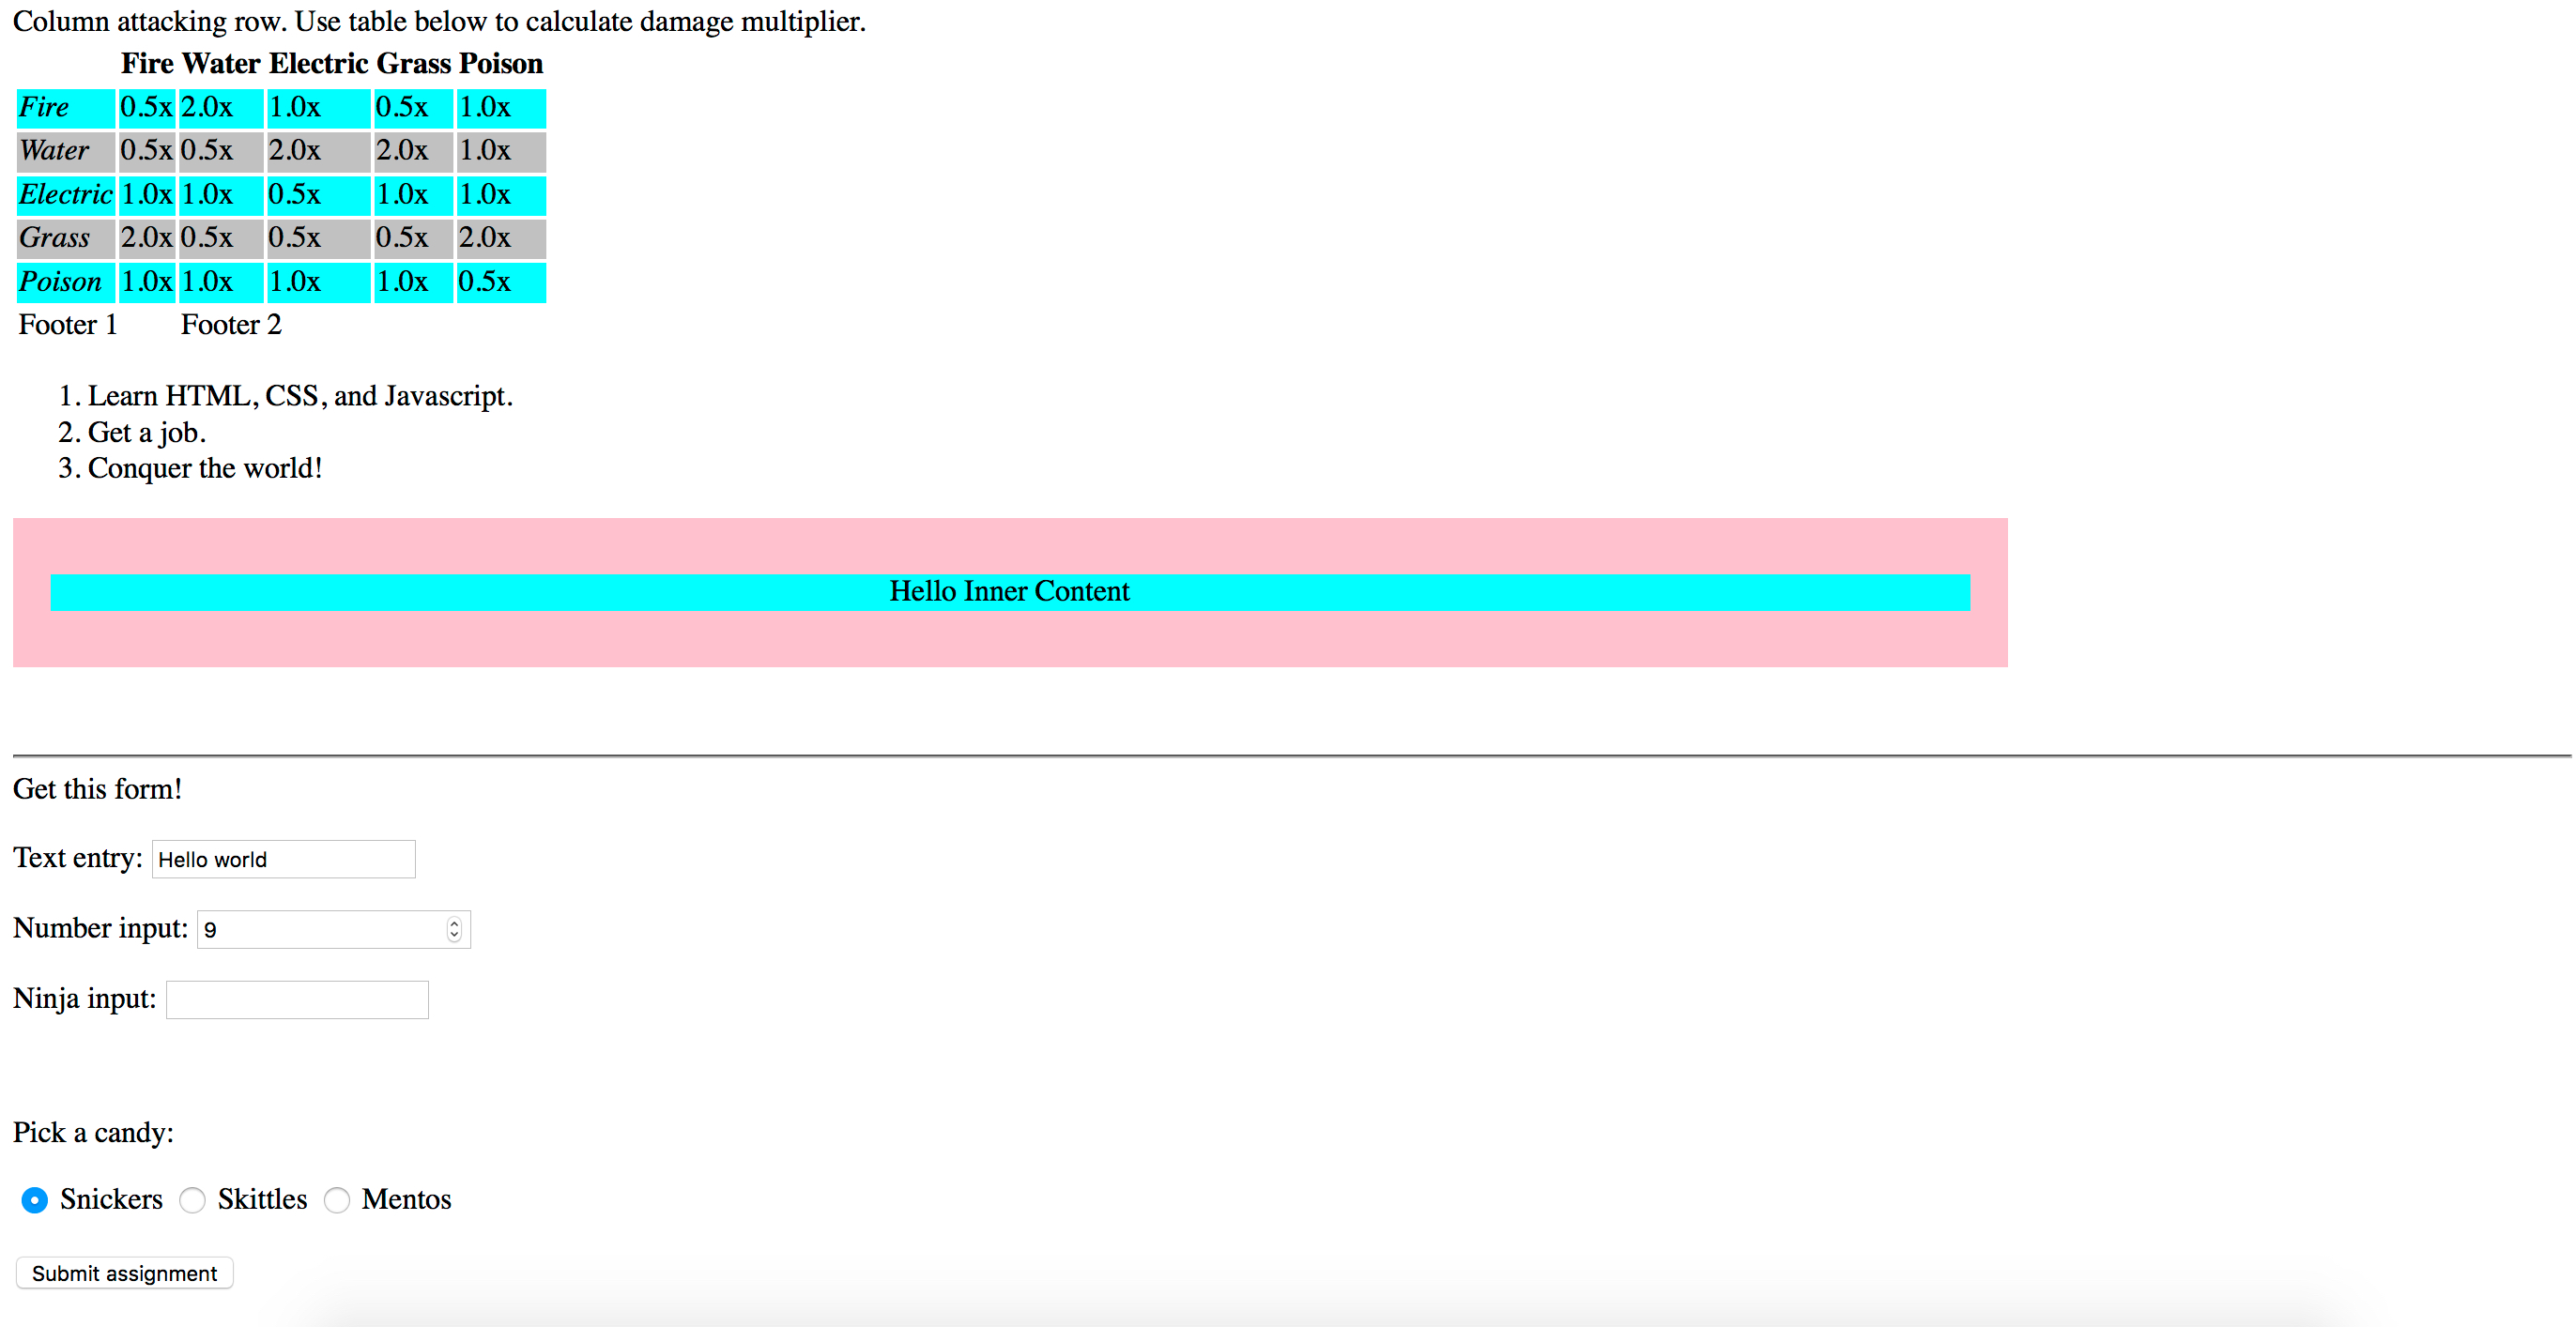 Column attacking row. Use table below to calculate damage multiplier.
Fire Water Electric Grass Poison
Fire 0.5x 2.0x 1.0x 0.5x 1.0x
Water 0.5x 0.5x 2.0x 2.0x 1.0x
Electric 1.0x 1.0x 0.5x 1.0x 1.0x
Grass 2.0x 0.5x 0.5x 0.5x 2.0x
Poison 1.0x 1.0x 1.0x 1.0x 0.5x
Footer 1 Footer 2
1. Learn HTML, CSS, and Javascript.
2. Get a job.
3. Conquer the world!
Hello Inner Content
Get this form!
Text entry: Hello world
Number input: 9
Ninja input:
Pick a candy:
Snickers Skittles Mentos
Submit assignment